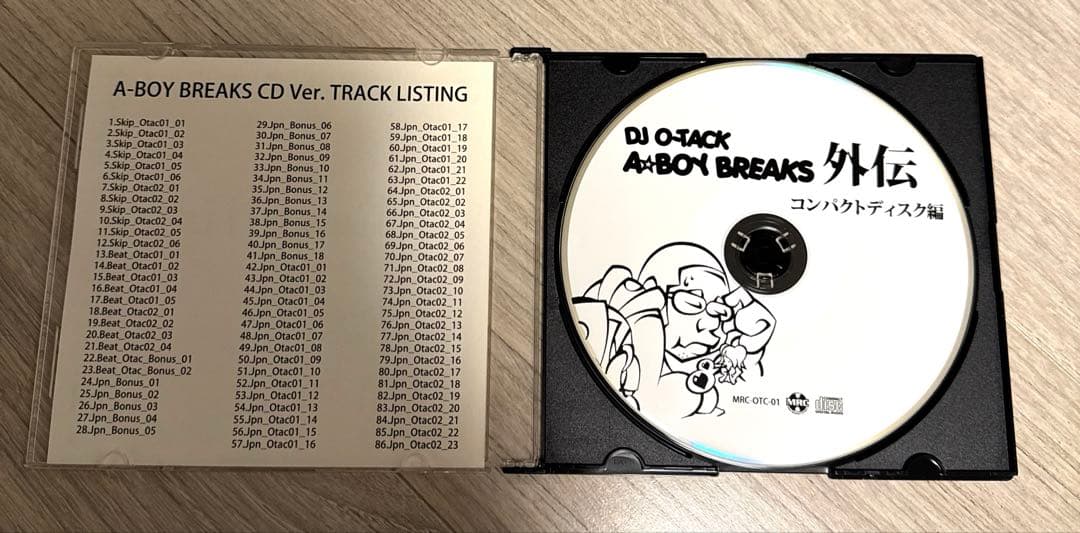 A-BOY BREAKS CD Ver. TRACK LISTING
1.Skip_Otac01_01
2.Skip_Otac01_02
3.Skip_Otac01_03
4.Skip_Otac01_04
5.Skip_Otac01_05
6.Skip_Otac01_06
7.Skip_Otac02_01
8.Skip_Otac02_02
9.Skip_Otac02_03
10.Skip_Otac02_04
11.Skip_Otac02_05
12.Skip_Otac02_06
13.Beat_Otac01_01
14.Beat_Otac01_02
15.Beat_Otac01_03
16.Beat_Otac01_04
17.Beat_Otac01_05
18.Beat_Otac02_01
19.Beat_Otac02_02
20.Beat_Otac02_03
21.Beat_Otac02_04
22.Beat_Otac_Bonus_01
23.Beat_Otac_Bonus_02
24.Jpn_Bonus_01
25.Jpn_Bonus_02
26.Jpn_Bonus_03
27.Jpn_Bonus_04
28.Jpn_Bonus_05
29.Jpn_Bonus_06
30.Jpn_Bonus_07
31.Jpn_Bonus_08
32.Jpn_Bonus_09
33.Jpn_Bonus_10
34.Jpn_Bonus_11
35.Jpn_Bonus_12
36.Jpn_Bonus_13
37.Jpn_Bonus_14
38.Jpn_Bonus_15
39.Jpn_Bonus_16
40.Jpn_Bonus_17
41.Jpn_Bonus_18
42.Jpn_Otac01_01
43.Jpn_Otac01_02
44.Jpn_Otac01_03
45.Jpn_Otac01_04
46.Jpn_Otac01_05
47.Jpn_Otac01_06
48.Jpn_Otac01_07
49.Jpn_Otac01_08
50.Jpn_Otac01_09
51.Jpn_Otac01_10
52.Jpn_Otac01_11
53.Jpn_Otac01_12
54.Jpn_Otac01_13
55.Jpn_Otac01_14
56.Jpn_Otac01_15
57.Jpn_Otac01_16
58.Jpn_Otac01_17
59.Jpn_Otac01_18
60.Jpn_Otac01_19
61.Jpn_Otac01_20
62.Jpn_Otac01_21
63.Jpn_Otac01_22
64.Jpn_Otac02_01
65.Jpn_Otac02_02
66.Jpn_Otac02_03
67.Jpn_Otac02_04
68.Jpn_Otac02_05
69.Jpn_Otac02_06
70.Jpn_Otac02_07
71.Jpn_Otac02_08
72.Jpn_Otac02_09
73.Jpn_Otac02_10
74.Jpn_Otac02_11
75.Jpn_Otac02_12
76.Jpn_Otac02_13
77.Jpn_Otac02_14
78.Jpn_Otac02_15
79.Jpn_Otac02_16
80.Jpn_Otac02_17
81.Jpn_Otac02_18
82.Jpn_Otac02_19
83.Jpn_Otac02_20
84.Jpn_Otac02_21
85.Jpn_Otac02_22
86.Jpn_Otac02_23
DJ O-TACK
A☆BOY BREAKS 外伝
コンパクトディスク編
MRC-OTC-01 MRC disc